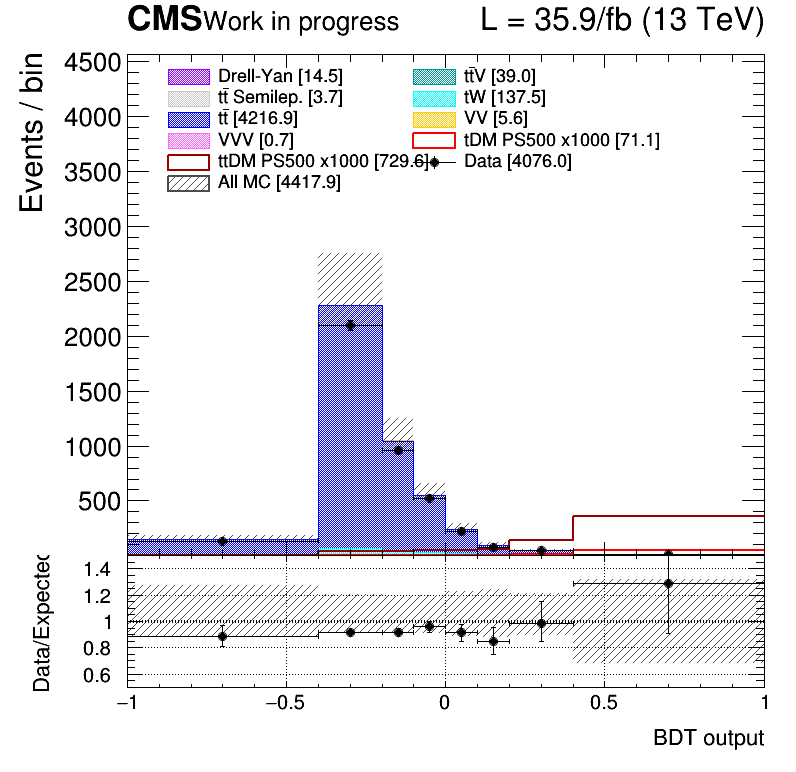 CMS Work in progress L = 35.9/fb (13 TeV)
Events / bin
4500
4000
3500
3000
2500
2000
1500
1000
500
Drell-Yan [14.5] tt̄V [39.0]
tt̄ Semilep. [3.7] tW [137.5]
tt̄ [4216.9] VV [5.6]
VVV [0.7] tDM PS500 x1000 [71.1]
ttDM PS500 x1000 [729.6] Data [4076.0]
All MC [4417.9]
Data/Expected
1.4
1.2
1
0.8
0.6
−1 −0.5 0 0.5 1
BDT output